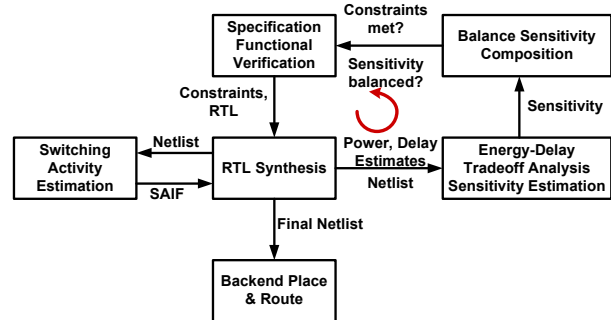 Constraints
met?
Specification
Functional
Verification
Balance Sensitivity
Composition
Sensitivity
balanced?
Constraints,
RTL
Sensitivity
Switching
Activity
Estimation
Netlist
SAIF
RTL Synthesis
Power, Delay
Estimates
Netlist
Energy-Delay
Tradeoff Analysis
Sensitivity Estimation
Final Netlist
Backend Place
& Route